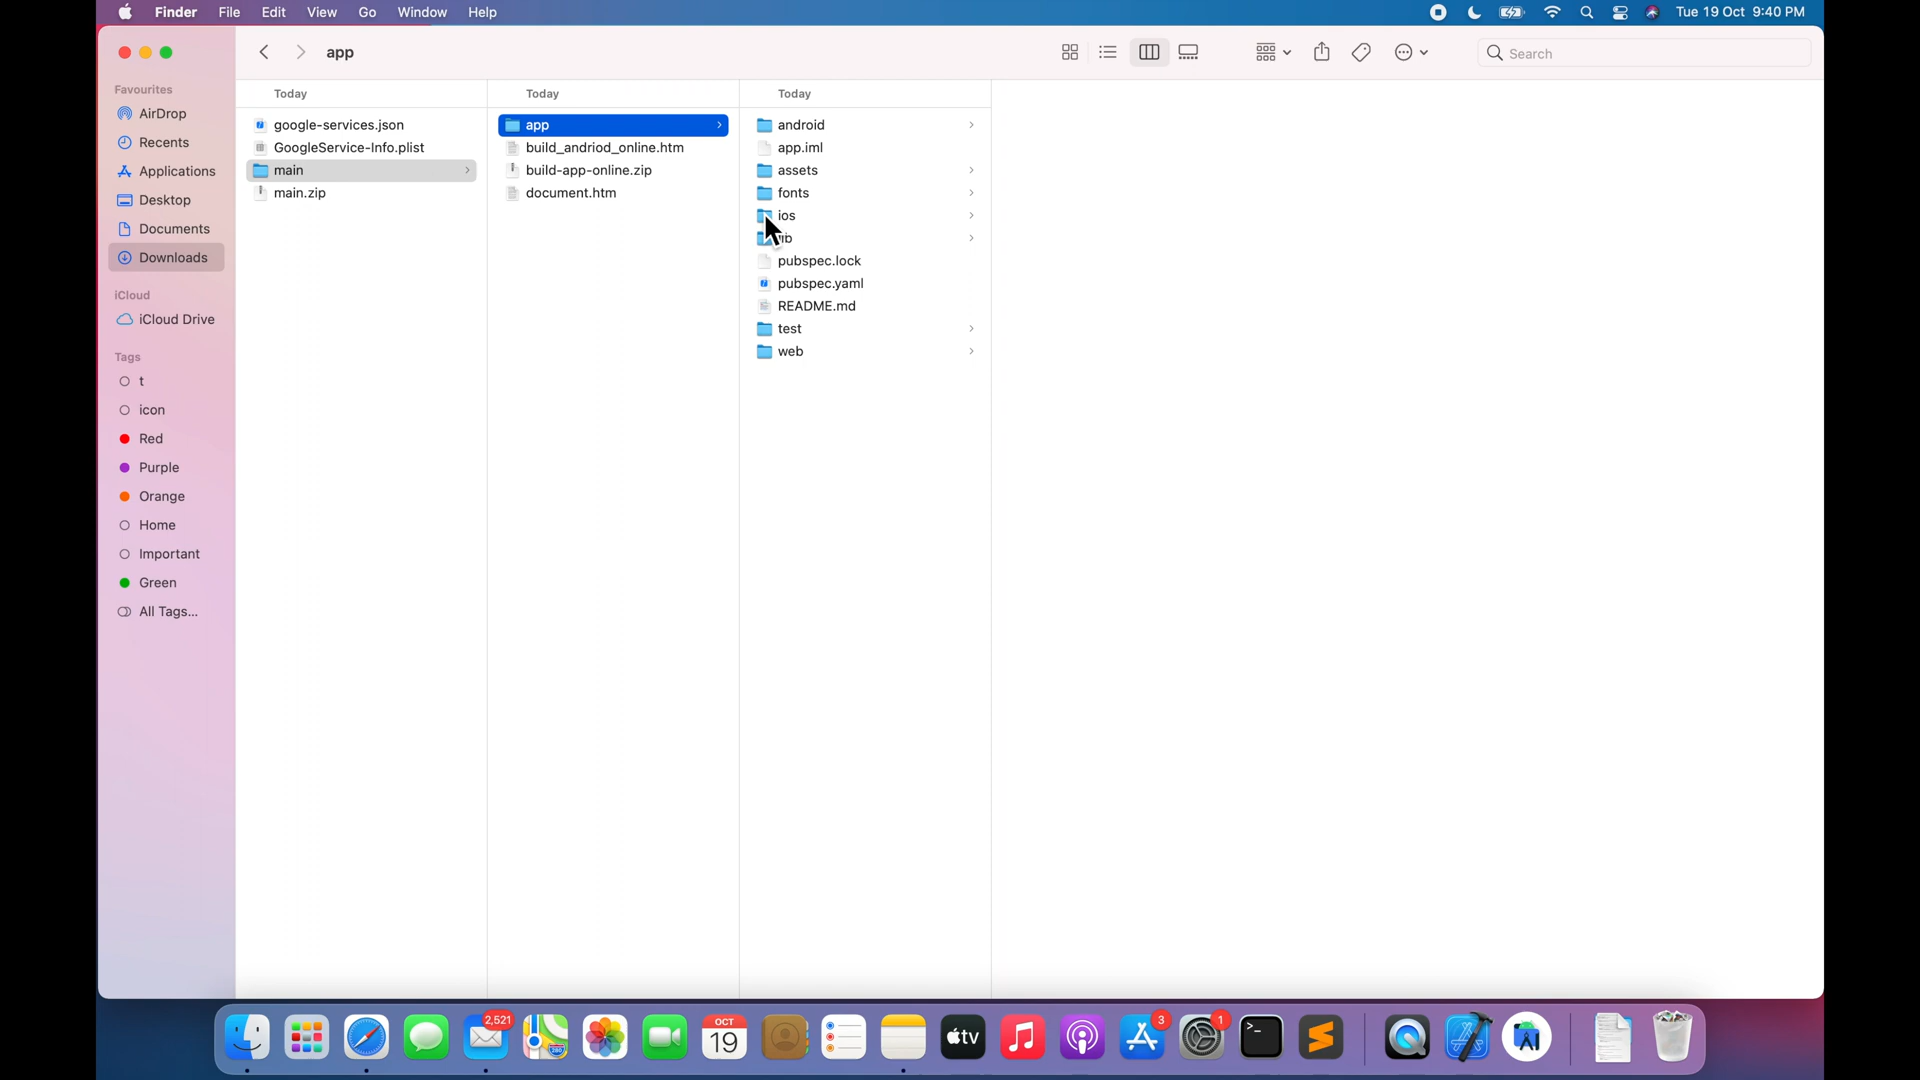 Finder File Edit View Go Window Help Tue 19 Oct 9:40 PM
app Search
Favourites
AirDrop
Recents
Applications
Desktop
Documents
Downloads
iCloud
iCloud Drive
Tags
t
icon
Red
Purple
Orange
Home
Important
Green
All Tags...
Today
google-services.json
GoogleService-Info.plist
main
main.zip
Today
app
build_andriod_online.htm
build-app-online.zip
document.htm
Today
android
app.iml
assets
fonts
ios
pubspec.lock
pubspec.yaml
README.md
test
web
2,521
OCT
19
280
tv
3
1
>_